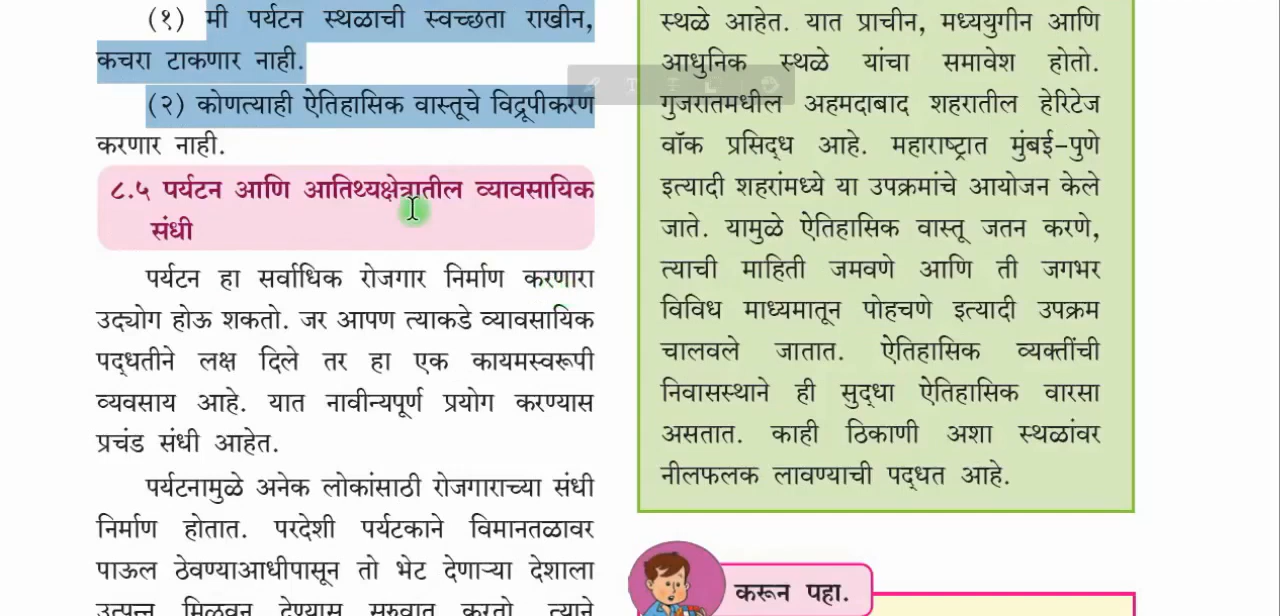 (१) मी पर्यटन स्थळाची स्वच्छता राखीन,
कचरा टाकणार नाही.
(२) कोणत्याही ऐतिहासिक वास्तूचे विद्रूपीकरण
करणार नाही.
८.५ पर्यटन आणि आतिथ्यक्षेत्रातील व्यावसायिक
संधी
पर्यटन हा सर्वाधिक रोजगार निर्माण करणारा
उद्योग होऊ शकतो. जर आपण त्याकडे व्यावसायिक
पद्धतीने लक्ष दिले तर हा एक कायमस्वरूपी
व्यवसाय आहे. यात नावीन्यपूर्ण प्रयोग करण्यास
प्रचंड संधी आहेत.
पर्यटनामुळे अनेक लोकांसाठी रोजगाराच्या संधी
निर्माण होतात. परदेशी पर्यटकाने विमानतळावर
पाऊल ठेवण्याआधीपासून तो भेट देणाऱ्या देशाला
उत्पन्न मिळवून देण्यास सुरुवात करतो. त्याने
स्थळे आहेत. यात प्राचीन, मध्ययुगीन आणि
आधुनिक स्थळे यांचा समावेश होतो.
गुजरातमधील अहमदाबाद शहरातील हेरिटेज
वॉक प्रसिद्ध आहे. महाराष्ट्रात मुंबई-पुणे
इत्यादी शहरांमध्ये या उपक्रमांचे आयोजन केले
जाते. यामुळे ऐतिहासिक वास्तू जतन करणे,
त्याची माहिती जमवणे आणि ती जगभर
विविध माध्यमातून पोहचणे इत्यादी उपक्रम
चालवले जातात. ऐतिहासिक व्यक्तींची
निवासस्थाने ही सुद्धा ऐतिहासिक वारसा
असतात. काही ठिकाणी अशा स्थळांवर
नीलफलक लावण्याची पद्धत आहे.
करून पहा.